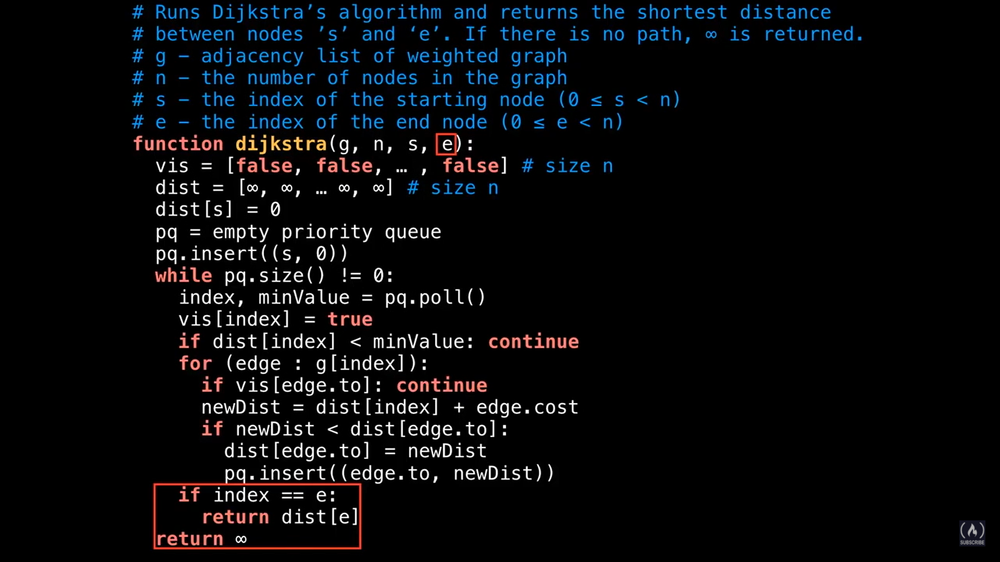 # Runs Dijkstra’s algorithm and returns the shortest distance
# between nodes ’s’ and ‘e’. If there is no path, ∞ is returned.
# g – adjacency list of weighted graph
# n – the number of nodes in the graph
# s – the index of the starting node (0 ≤ s < n)
# e – the index of the end node (0 ≤ e < n)
function dijkstra(g, n, s, e):
  vis = [false, false, … , false] # size n
  dist = [∞, ∞, … ∞, ∞] # size n
  dist[s] = 0
  pq = empty priority queue
  pq.insert((s, 0))
  while pq.size() != 0:
    index, minValue = pq.poll()
    vis[index] = true
    if dist[index] < minValue: continue
    for (edge : g[index]):
      if vis[edge.to]: continue
      newDist = dist[index] + edge.cost
      if newDist < dist[edge.to]:
        dist[edge.to] = newDist
        pq.insert((edge.to, newDist))
    if index == e:
      return dist[e]
  return ∞
SUBSCRIBE